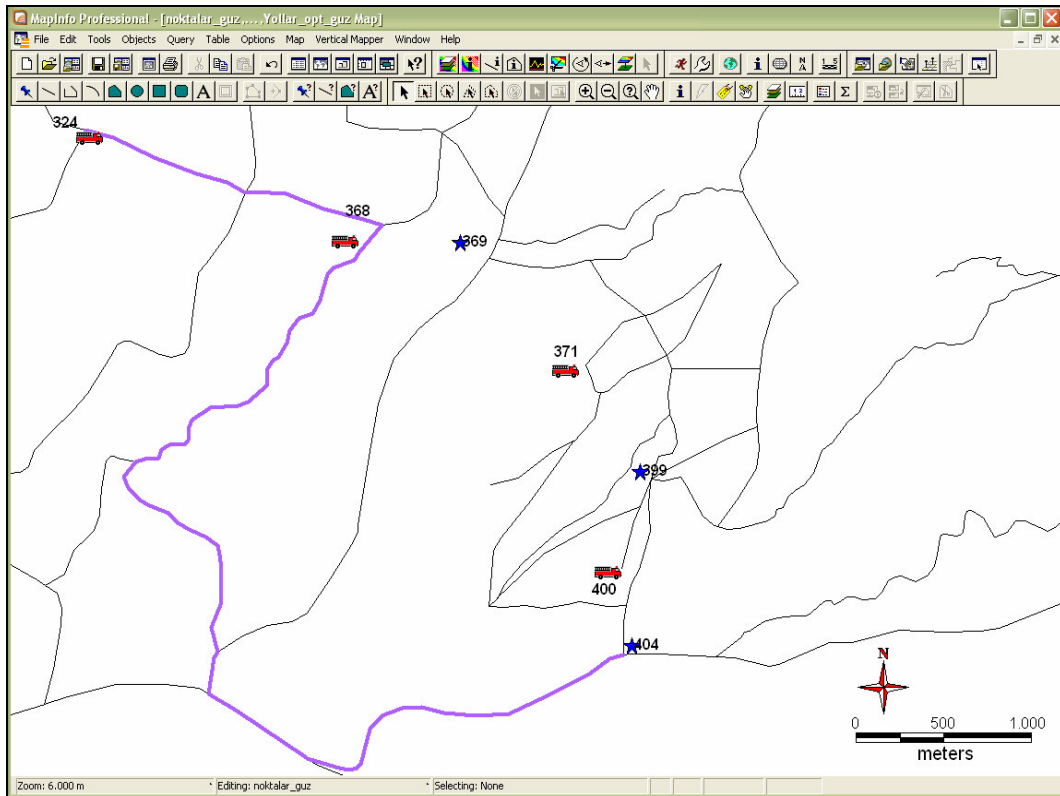 MapInfo Professional - [noktalar_guz,...,Yollar_opt_guz Map]
File Edit Tools Objects Query Table Options Map Vertical Mapper Window Help
324
368
369
371
399
400
404
N
0 500 1.000
meters
Zoom: 6.000 m Editing: noktalar_guz Selecting: None